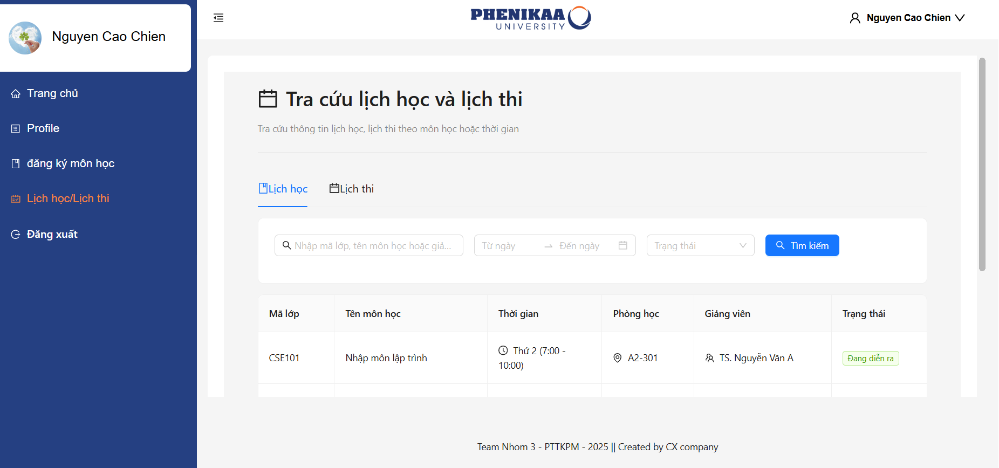 Nguyen Cao Chien
Trang chủ
Profile
đăng ký môn học
Lịch học/Lịch thi
Đăng xuất
PHENIKAA
UNIVERSITY
Nguyen Cao Chien
Tra cứu lịch học và lịch thi
Tra cứu thông tin lịch học, lịch thi theo môn học hoặc thời gian
Lịch học Lịch thi
Nhập mã lớp, tên môn học hoặc giả... Từ ngày Đến ngày Trạng thái Tìm kiếm
Mã lớp Tên môn học Thời gian Phòng học Giảng viên Trạng thái
CSE101 Nhập môn lập trình Thứ 2 (7:00 - 10:00) A2-301 TS. Nguyễn Văn A Đang diễn ra
Team Nhom 3 - PTTKPM - 2025 || Created by CX company